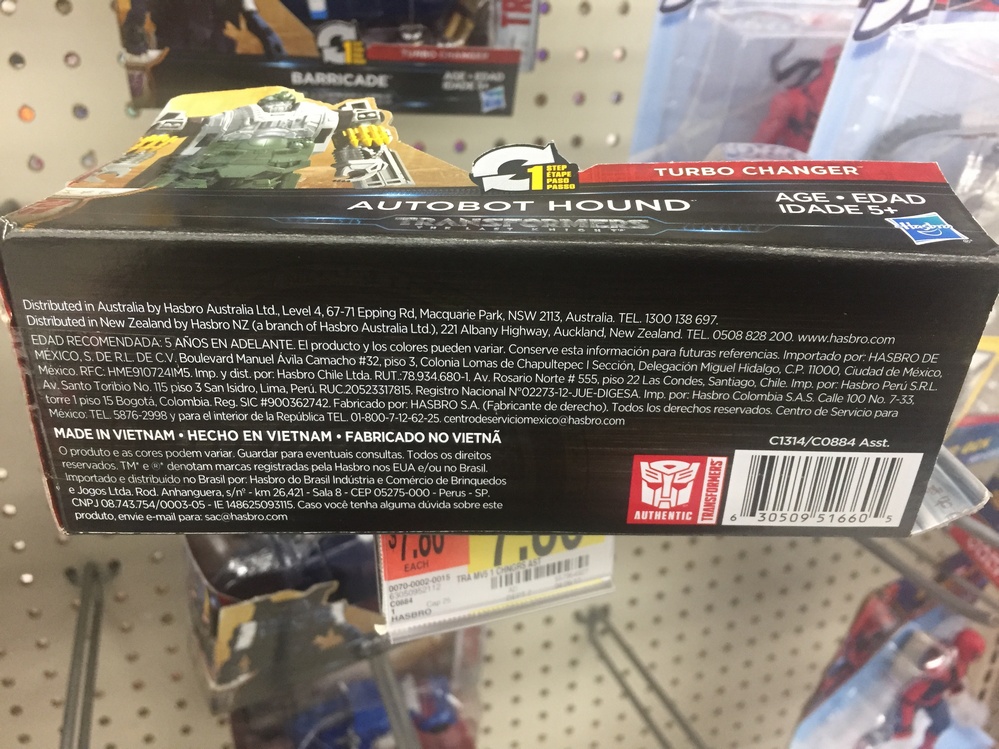 TURBO CHANGER
BARRICADE
AGE • EDAD
IDADE 5+
1 STEP
ÉTAPE
PASO
PASSO
TURBO CHANGER
AUTOBOT HOUND
AGE • EDAD
IDADE 5+
TRANSFORMERS
Hasbro
Distributed in Australia by Hasbro Australia Ltd., Level 4, 67-71 Epping Rd, Macquarie Park, NSW 2113, Australia. TEL. 1300 138 697.
Distributed in New Zealand by Hasbro NZ (a branch of Hasbro Australia Ltd.), 221 Albany Highway, Auckland, New Zealand. TEL. 0508 828 200. www.hasbro.com
EDAD RECOMENDADA: 5 AÑOS EN ADELANTE. El producto y los colores pueden variar. Conserve esta información para futuras referencias. Importado por: HASBRO DE
MÉXICO, S. DE R.L. DE C.V. Boulevard Manuel Ávila Camacho #32, piso 3, Colonia Lomas de Chapultepec I Sección, Delegación Miguel Hidalgo, C.P. 11000, Ciudad de México,
México. RFC: HME910724IM5. Imp. y dist. por: Hasbro Chile Ltd. RUT.:78.934.680-1. Av. Rosario Norte # 555, piso 22 Las Condes, Santiago, Chile. Imp. por: Hasbro Perú S.R.L.
Av. Santo Toribio No. 115 piso 3 San Isidro, Lima, Perú. RUC.20523317815. Registro Nacional N°02273-12-JUE-DIGESA. Imp. por: Hasbro Colombia S.A.S. Calle 100 No. 7-33,
torre 1 piso 15 Bogotá, Colombia. Reg. SIC #900362742. Fabricado por: HASBRO S.A. (Fabricante de derecho). Todos los derechos reservados. Centro de Servicio para
México: TEL. 5876-2998 y para el interior de la República TEL. 01-800-7-12-62-25. centrodeserviciomexico@hasbro.com
MADE IN VIETNAM • HECHO EN VIETNAM • FABRICADO NO VIETNÃ
O produto e as cores podem variar. Guardar para eventuais consultas. Todos os direitos
reservados. TM* e ®* denotam marcas registradas pela Hasbro nos EUA e/ou no Brasil.
Importado e distribuído no Brasil por: Hasbro do Brasil Indústria e Comércio de Brinquedos
e Jogos Ltda. Rod. Anhanguera, s/nº - km 26,421 - Sala 8 - CEP 05275-000 - Perus - SP.
CNPJ 08.743.754/0003-05 - IE 148625093115. Caso você tenha alguma dúvida sobre este
produto, envie e-mail para: sac@hasbro.com
C1314/C0884 Asst.
AUTHENTIC
TRANSFORMERS
6 30509 51660 5
EACH
0070-0002-0015
C0884
1
HASBRO
TRA MV5 1 CHNGRS AST